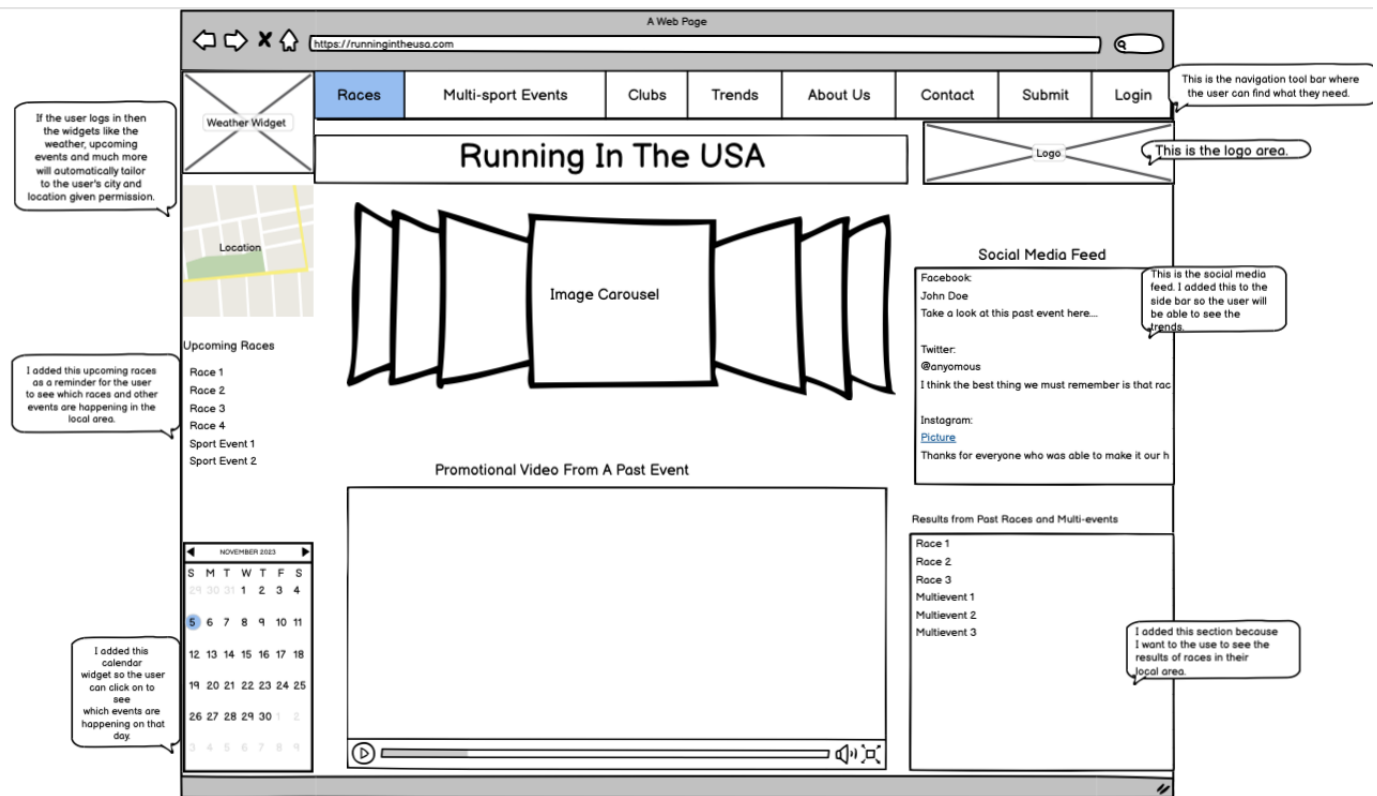 A Web Page
https://runningintheusa.com
Races Multi-sport Events Clubs Trends About Us Contact Submit Login
This is the navigation tool bar where
the user can find what they need.
Weather Widget
If the user logs in then
the widgets like the
weather, upcoming
events and much more
will automatically tailor
to the user's city and
location given permission.
Running In The USA
Logo
This is the logo area.
Location
Image Carousel
Social Media Feed
Facebook:
John Doe
Take a look at this past event here...
Twitter:
@anyomous
I think the best thing we must remember is that rac
Instagram:
Picture
Thanks for everyone who was able to make it our h
This is the social media
feed. I added this to the
side bar so the user will
be able to see the
trends.
Upcoming Races
Race 1
Race 2
Race 3
Race 4
Sport Event 1
Sport Event 2
I added this upcoming races
as a reminder for the user
to see which races and other
events are happening in the
local area.
Promotional Video From A Past Event
Results from Past Races and Multi-events
Race 1
Race 2
Race 3
Multievent 1
Multievent 2
Multievent 3
I added this section because
I want to the use to see the
results of races in their
local area.
NOVEMBER 2023
S M T W T F S
29 30 31 1 2 3 4
5 6 7 8 9 10 11
12 13 14 15 16 17 18
19 20 21 22 23 24 25
26 27 28 29 30 1 2
3 4 5 6 7 8 9
I added this
calendar
widget so the user
can click on to
see
which events are
happening on that
day.